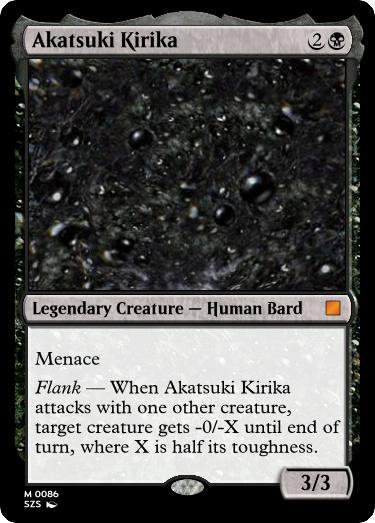 Akatsuki Kirika 2
Legendary Creature — Human Bard
Menace
Flank — When Akatsuki Kirika
attacks with one other creature,
target creature gets -0/-X until end of
turn, where X is half its toughness.
3/3
M 0086
SZS